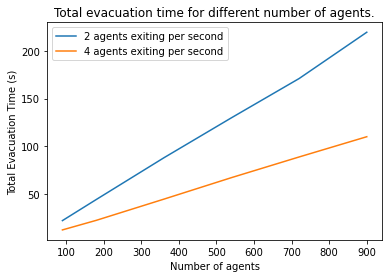 Total evacuation time for different number of agents.
2 agents exiting per second
4 agents exiting per second
Total Evacuation Time (s)
200
150
100
50
100 200 300 400 500 600 700 800 900
Number of agents